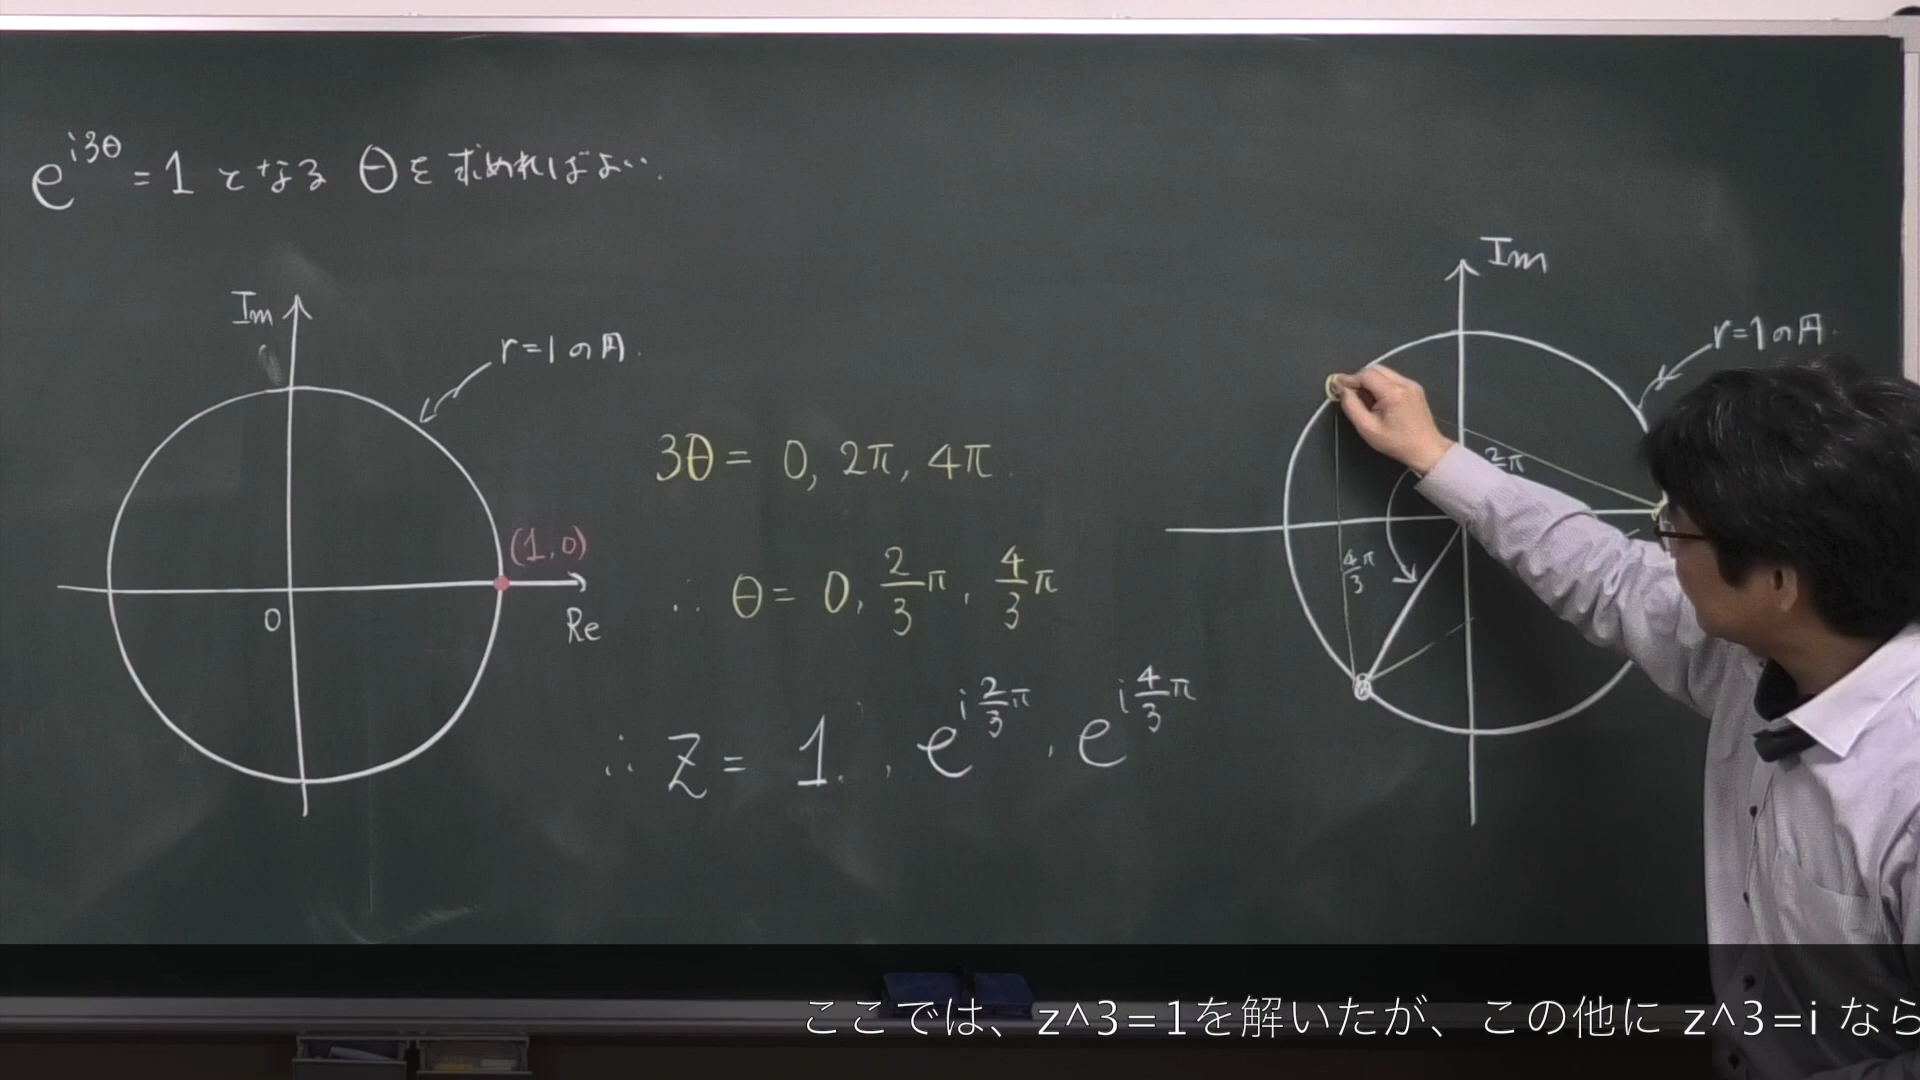 e^{i3θ} = 1 となる θを求めればよい.
Im
r=1の円.
(1,0)
0
Re
3θ = 0, 2π, 4π.
∴ θ = 0, 2/3 π, 4/3 π
∴ z = 1, e^{i 2/3 π}, e^{i 4/3 π}
Im
r=1の円.
4/3 π
ここでは、z^3=1を解いたが、この他に z^3=i なら